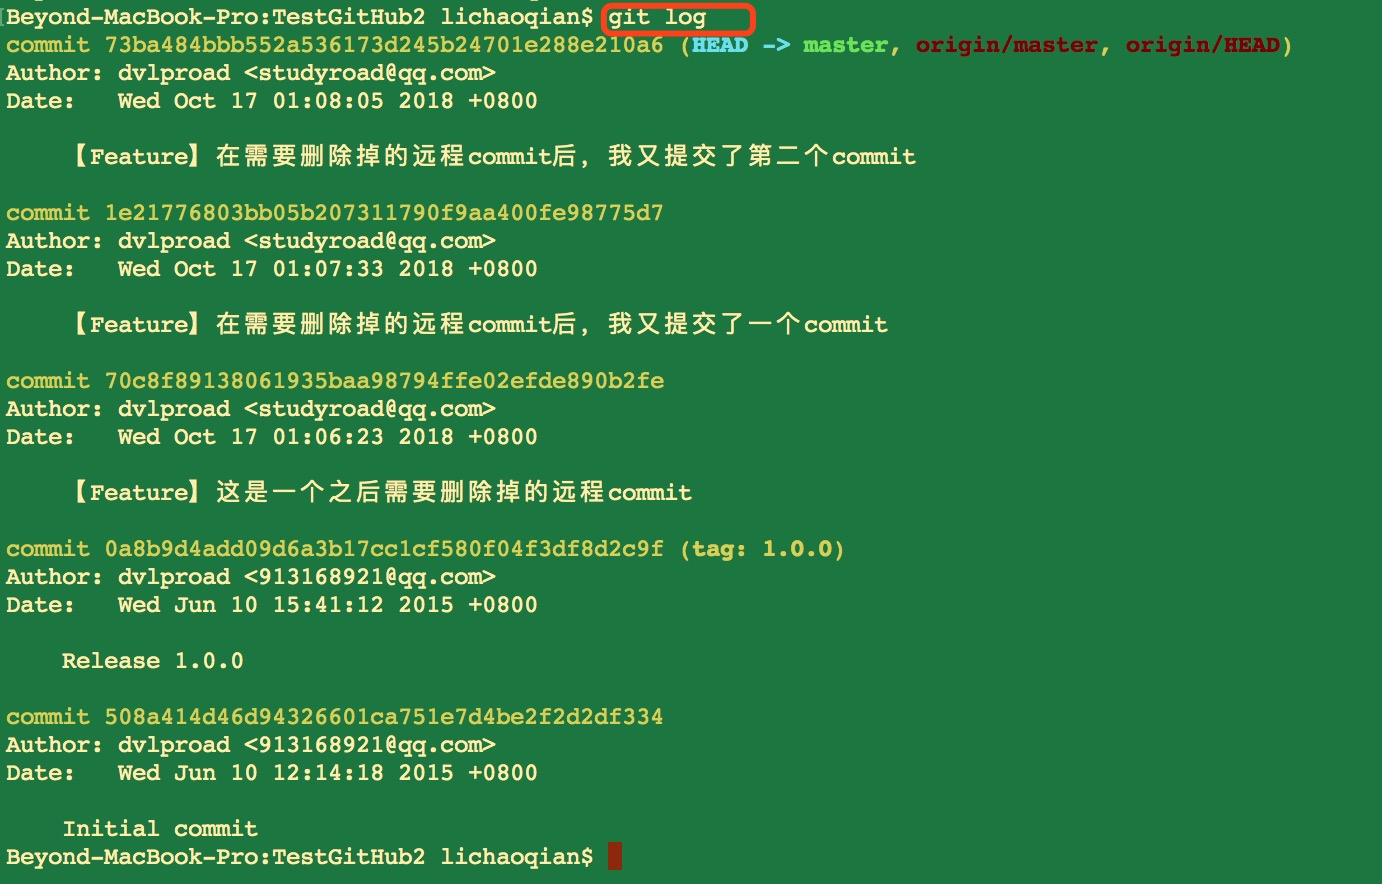 Beyond-MacBook-Pro:TestGitHub2 lichaoqian$ git log
commit 73ba484bbb552a536173d245b24701e288e210a6 (HEAD -> master, origin/master, origin/HEAD)
Author: dvlproad <studyroad@qq.com>
Date:   Wed Oct 17 01:08:05 2018 +0800
【Feature】在需要删除掉的远程commit后，我又提交了第二个commit
commit 1e21776803bb05b207311790f9aa400fe98775d7
Author: dvlproad <studyroad@qq.com>
Date:   Wed Oct 17 01:07:33 2018 +0800
【Feature】在需要删除掉的远程commit后，我又提交了一个commit
commit 70c8f89138061935baa98794ffe02efde890b2fe
Author: dvlproad <studyroad@qq.com>
Date:   Wed Oct 17 01:06:23 2018 +0800
【Feature】这是一个之后需要删除掉的远程commit
commit 0a8b9d4add09d6a3b17cc1cf580f04f3df8d2c9f (tag: 1.0.0)
Author: dvlproad <913168921@qq.com>
Date:   Wed Jun 10 15:41:12 2015 +0800
Release 1.0.0
commit 508a414d46d94326601ca751e7d4be2f2d2df334
Author: dvlproad <913168921@qq.com>
Date:   Wed Jun 10 12:14:18 2015 +0800
Initial commit
Beyond-MacBook-Pro:TestGitHub2 lichaoqian$